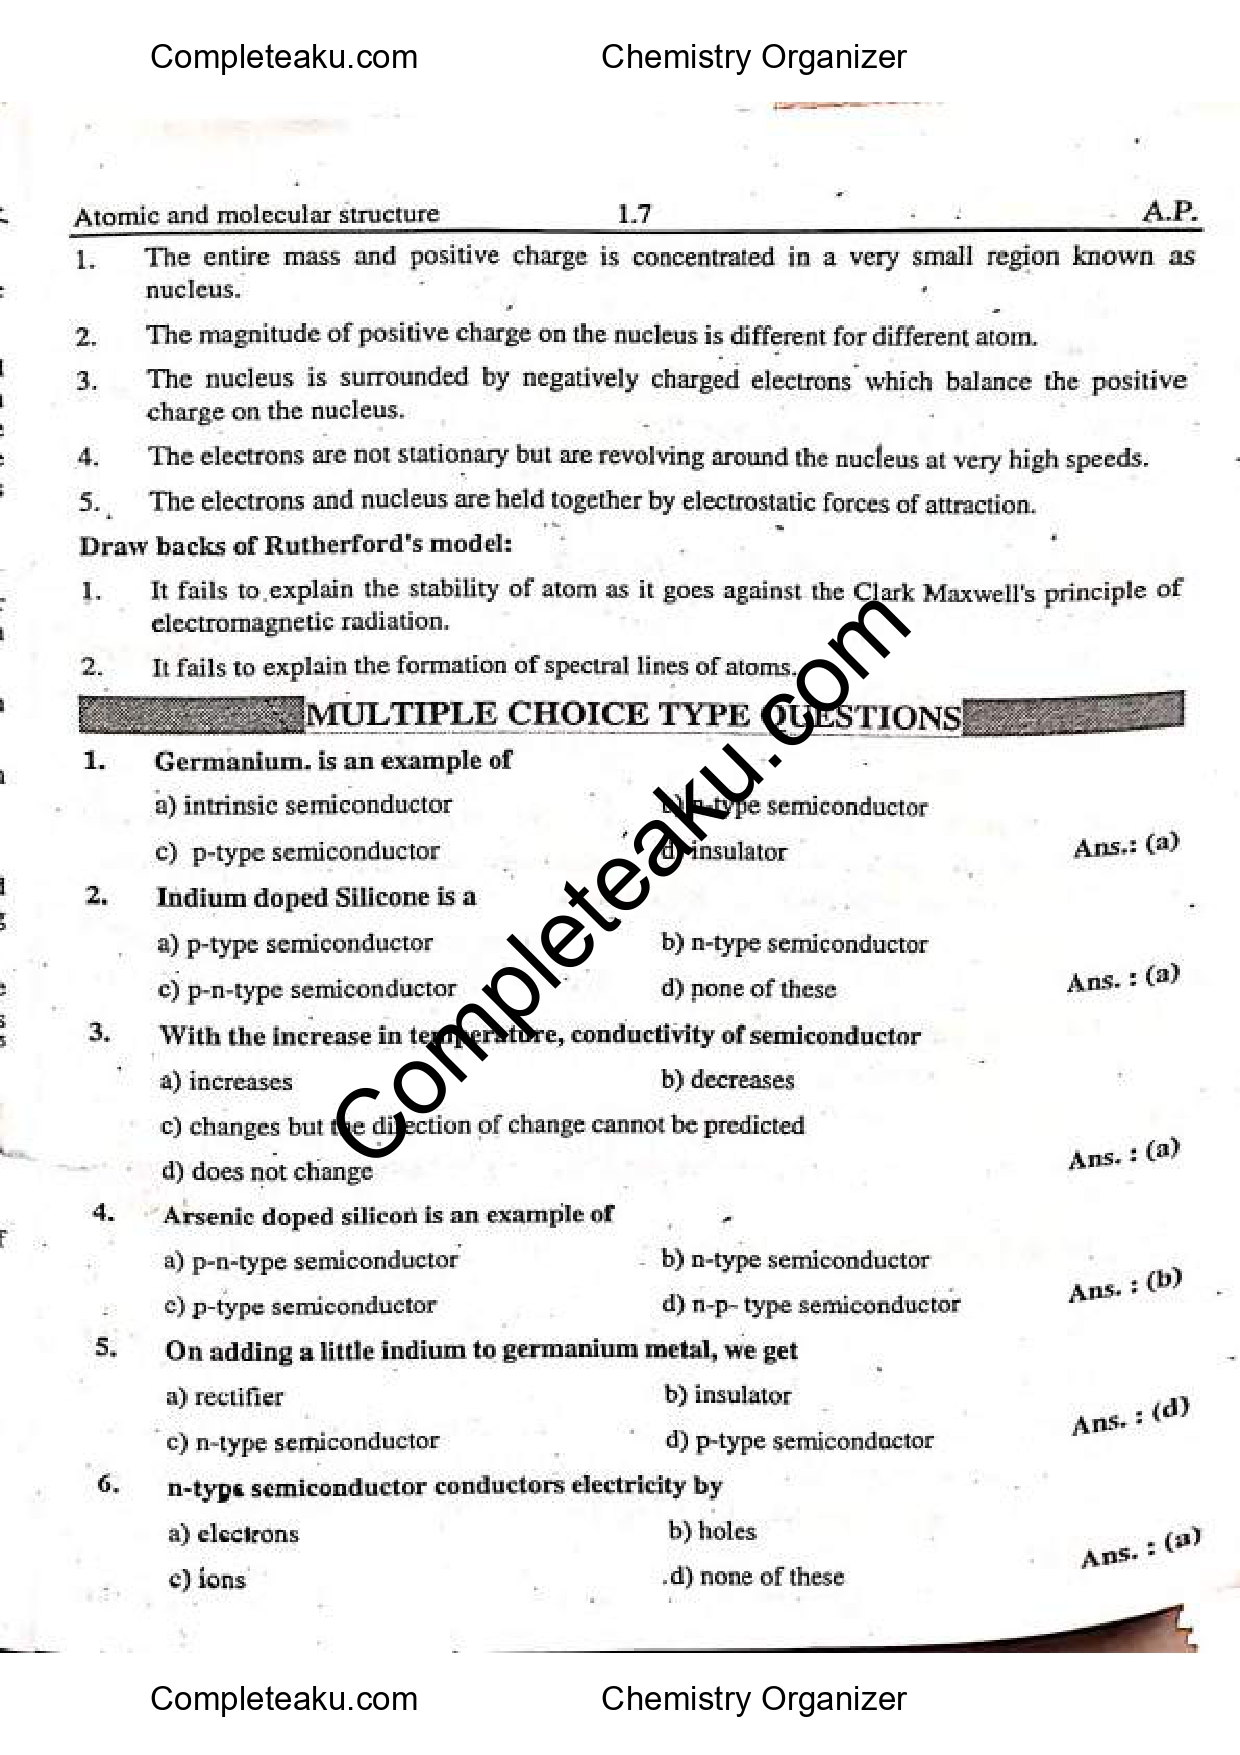 Completeaku.com Chemistry Organizer
Atomic and molecular structure 1.7 A.P.
1. The entire mass and positive charge is concentrated in a very small region known as
nucleus.
2. The magnitude of positive charge on the nucleus is different for different atom.
3. The nucleus is surrounded by negatively charged electrons which balance the positive
charge on the nucleus.
4. The electrons are not stationary but are revolving around the nucleus at very high speeds.
5. The electrons and nucleus are held together by electrostatic forces of attraction.
Draw backs of Rutherford's model:
1. It fails to explain the stability of atom as it goes against the Clark Maxwell's principle of
electromagnetic radiation.
2. It fails to explain the formation of spectral lines of atoms.
MULTIPLE CHOICE TYPE QUESTIONS
1. Germanium. is an example of
a) intrinsic semiconductor b) n-type semiconductor
c) p-type semiconductor d) insulator Ans.: (a)
2. Indium doped Silicone is a
a) p-type semiconductor b) n-type semiconductor
c) p-n-type semiconductor d) none of these Ans. : (a)
3. With the increase in temperature, conductivity of semiconductor
a) increases b) decreases
c) changes but the direction of change cannot be predicted
d) does not change Ans. : (a)
4. Arsenic doped silicon is an example of
a) p-n-type semiconductor b) n-type semiconductor
c) p-type semiconductor d) n-p- type semiconductor Ans. : (b)
5. On adding a little indium to germanium metal, we get
a) rectifier b) insulator
c) n-type semiconductor d) p-type semiconductor Ans. : (d)
6. n-type semiconductor conductors electricity by
a) electrons b) holes
c) ions d) none of these Ans. : (a)
Completeaku.com
Completeaku.com Chemistry Organizer